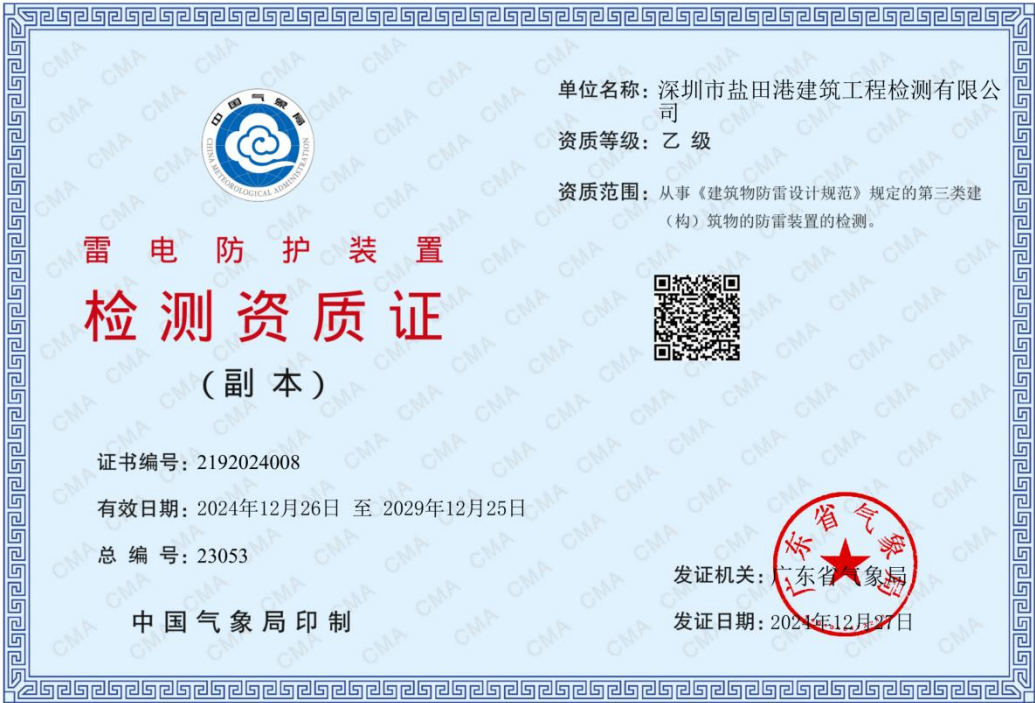 中国气象局
CHINA METEOROLOGICAL ADMINISTRATION
雷电防护装置
检测资质证
(副本)
证书编号: 2192024008
有效日期: 2024年12月26日 至 2029年12月25日
总 编 号: 23053
中国气象局印制
单位名称: 深圳市盐田港建筑工程检测有限公
司
资质等级: 乙 级
资质范围: 从事《建筑物防雷设计规范》规定的第三类建
(构)筑物的防雷装置的检测。
广东省气象局
发证机关: 广东省气象局
发证日期: 2024年12月27日
CMA